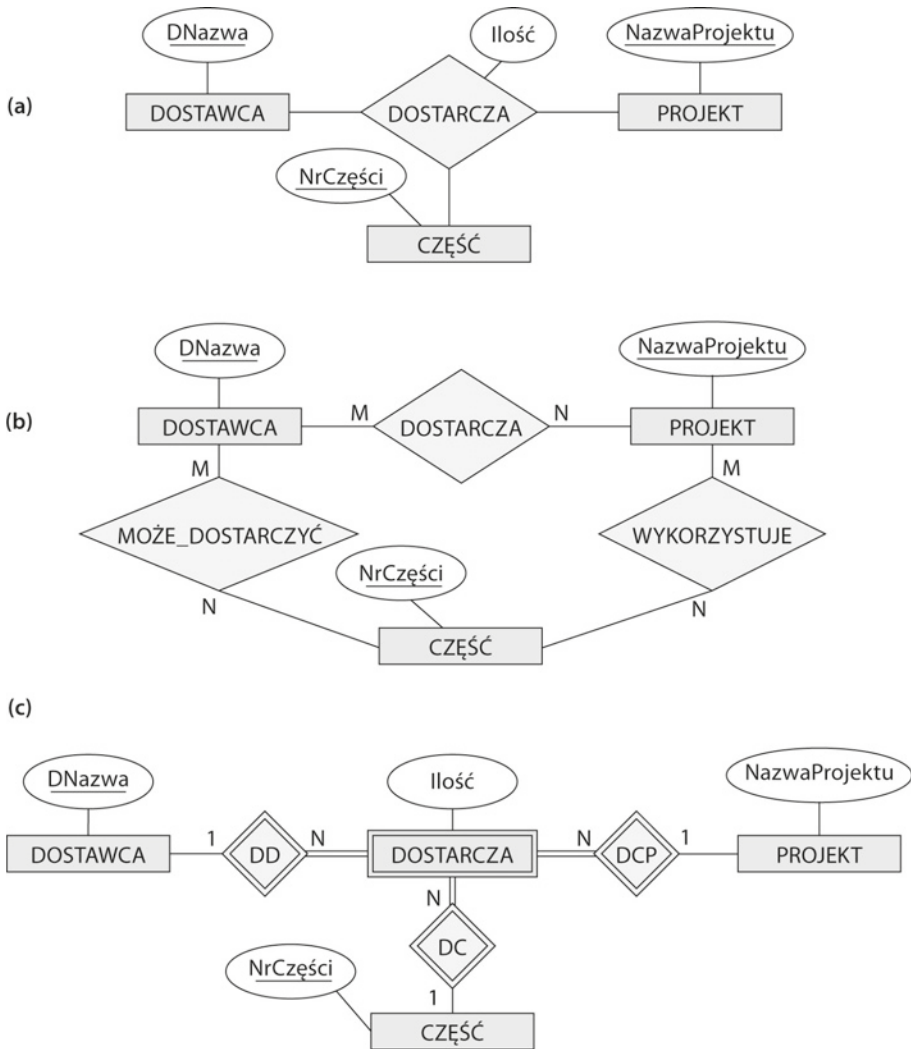 DNazwa Ilość NazwaProjektu
(a) DOSTAWCA DOSTARCZA PROJEKT
NrCzęści
CZĘŚĆ
DNazwa NazwaProjektu
(b) DOSTAWCA M DOSTARCZA N PROJEKT
M M
MOŻE_DOSTARCZYĆ WYKORZYSTUJE
NrCzęści
N N
CZĘŚĆ
(c)
DNazwa Ilość NazwaProjektu
DOSTAWCA 1 DD N DOSTARCZA N DCP 1 PROJEKT
N
DC
NrCzęści
1
CZĘŚĆ